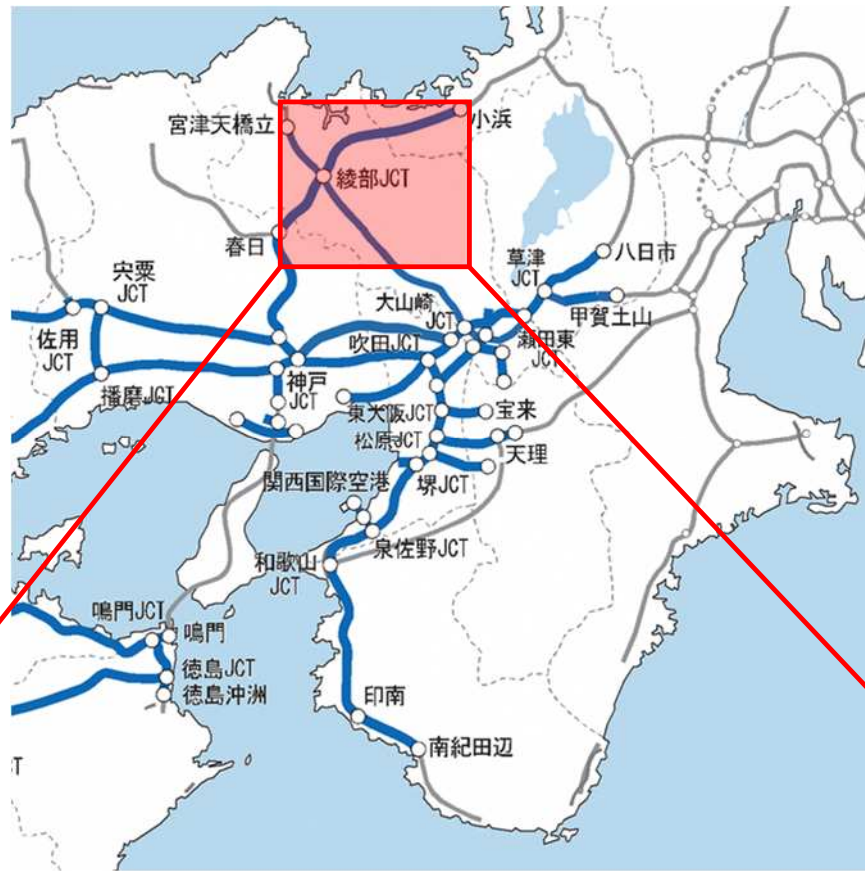 宮津天橋立
小浜
綾部JCT
春日
八日市
草津
JCT
宍粟
JCT
大山崎
JCT
甲賀土山
佐用
JCT
吹田JCT
瀬田東
JCT
播磨JCT
神戸
JCT
東大阪JCT
宝来
松原JCT
天理
堺JCT
関西国際空港
泉佐野JCT
和歌山
JCT
鳴門JCT
鳴門
徳島JCT
徳島沖洲
印南
南紀田辺
CT